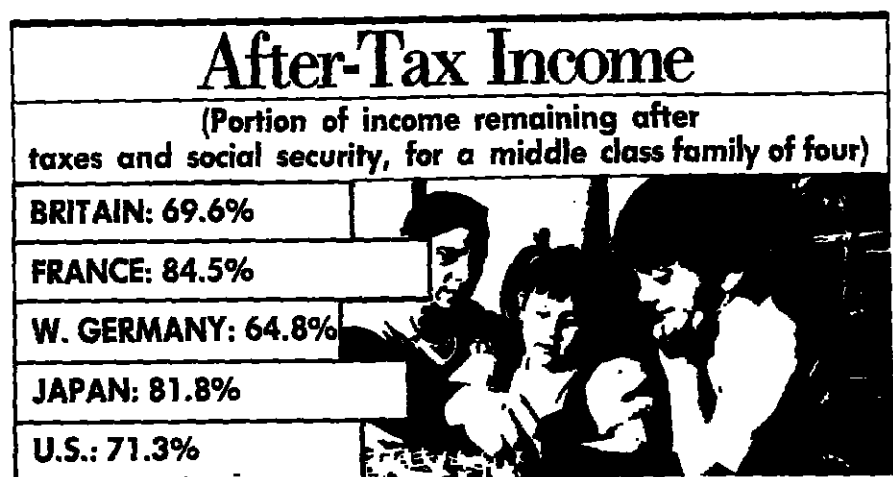 After-Tax Income
(Portion of income remaining after
taxes and social security, for a middle class family of four)
BRITAIN: 69.6%
FRANCE: 84.5%
W. GERMANY: 64.8%
JAPAN: 81.8%
U.S.: 71.3%